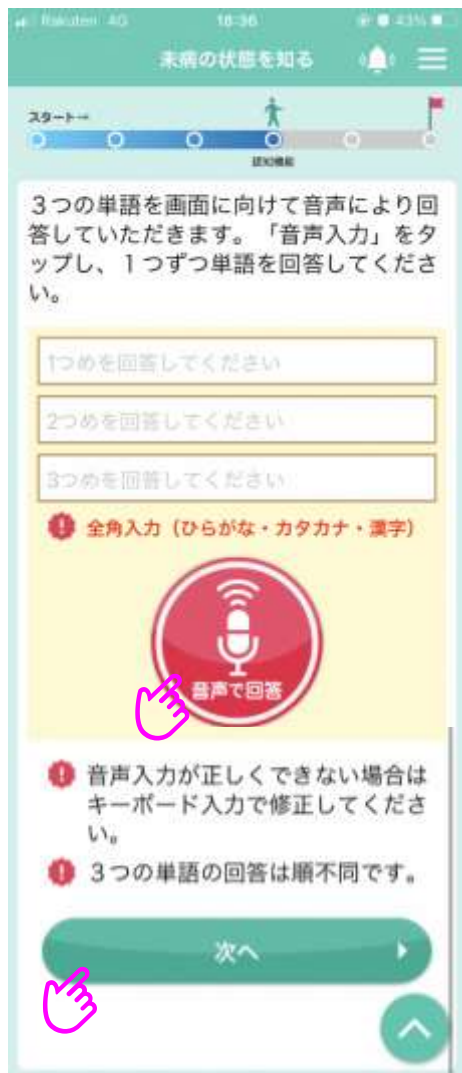 Rakuten 4G 18:36 43%
未病の状態を知る
スタート→
認知機能
3つの単語を画面に向けて音声により回
答していただきます。「音声入力」をタ
ップし、1つずつ単語を回答してくださ
い。
1つめを回答してください
2つめを回答してください
3つめを回答してください
全角入力（ひらがな・カタカナ・漢字）
音声で回答
音声入力が正しくできない場合は
キーボード入力で修正してくださ
い。
3つの単語の回答は順不同です。
次へ